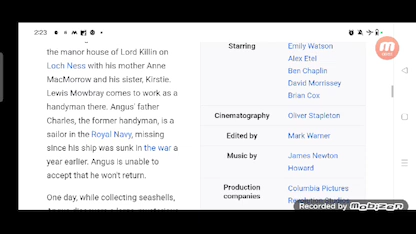 2:23
the manor house of Lord Killin on
Loch Ness with his mother Anne
MacMorrow and his sister, Kirstie.
Lewis Mowbray comes to work as a
handyman there. Angus' father
Charles, the former handyman, is a
sailor in the Royal Navy, missing
since his ship was sunk in the war a
year earlier. Angus is unable to
accept that he won't return.
One day, while collecting seashells,
Starring
Emily Watson
Alex Etel
Ben Chaplin
David Morrissey
Brian Cox
Cinematography
Oliver Stapleton
Edited by
Mark Warner
Music by
James Newton
Howard
Production
companies
Columbia Pictures
Revolution Studios
Recorded by
Mobizen